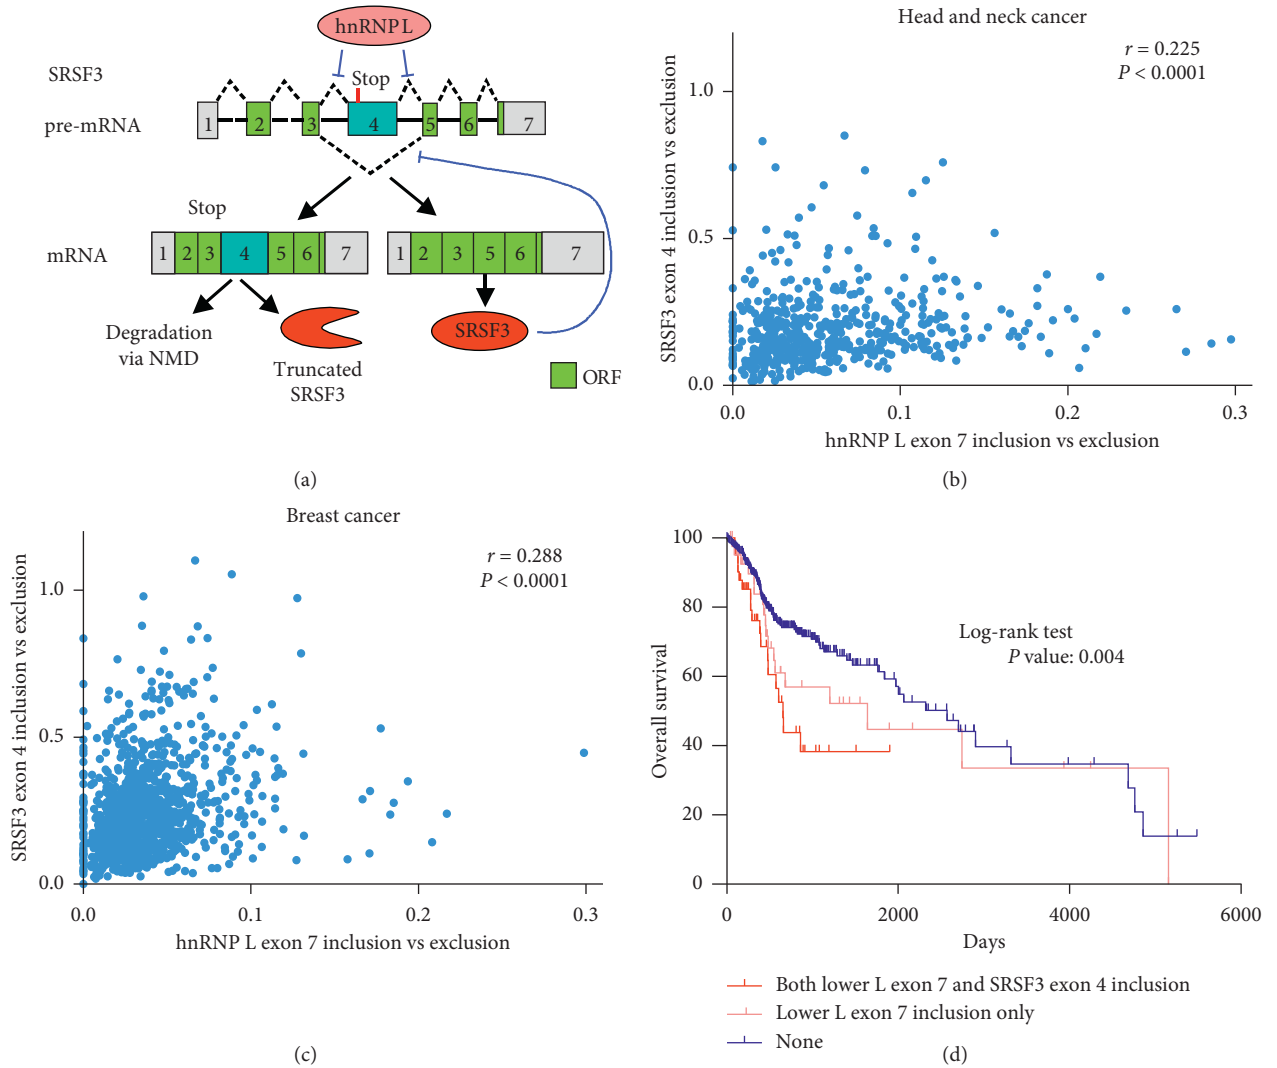 hnRNP L
SRSF3
Stop
pre-mRNA
1 2 3 4 5 6 7
Stop
mRNA
1 2 3 4 5 6 7
1 2 3 5 6 7
Degradation
via NMD
Truncated
SRSF3
SRSF3
ORF
(a)
Head and neck cancer
r = 0.225
P < 0.0001
SRSF3 exon 4 inclusion vs exclusion
1.0
0.5
0.0
0.0 0.1 0.2 0.3
hnRNP L exon 7 inclusion vs exclusion
(b)
Breast cancer
r = 0.288
P < 0.0001
SRSF3 exon 4 inclusion vs exclusion
1.0
0.5
0.0
0.0 0.1 0.2 0.3
hnRNP L exon 7 inclusion vs exclusion
(c)
Overall survival
100
80
60
40
20
0
Log-rank test
P value: 0.004
0 2000 4000 6000
Days
Both lower L exon 7 and SRSF3 exon 4 inclusion
Lower L exon 7 inclusion only
None
(d)